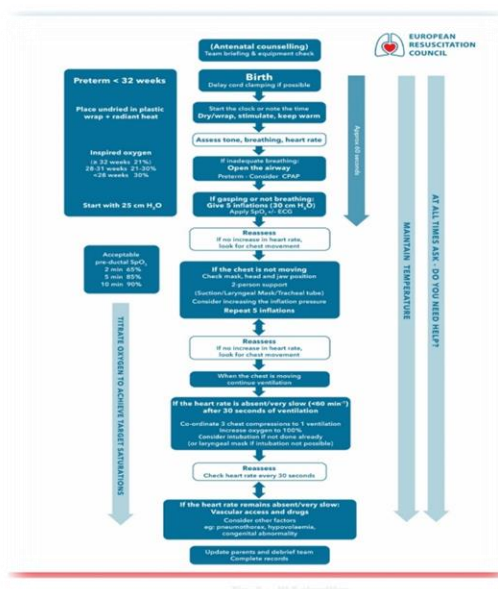 EUROPEAN
RESUSCITATION
COUNCIL
(Antenatal counselling)
Team briefing & equipment check
Birth
Delay cord clamping if possible
Start the clock or note the time
Dry/wrap, stimulate, keep warm
Assess tone, breathing, heart rate
If inadequate breathing:
Open the airway
Preterm - Consider CPAP
If gasping or not breathing:
Give 5 inflations (30 cm H₂O)
Apply SpO₂ +/- ECG
Reassess
If no increase in heart rate,
look for chest movement
If the chest is not moving
Check mask, head and jaw position
2-person support
(Suction/Laryngeal Mask/Tracheal tube)
Consider increasing the inflation pressure
Repeat 5 inflations
Reassess
If no increase in heart rate,
look for chest movement
When the chest is moving
continue ventilation
If the heart rate is absent/very slow (<60 min⁻¹)
after 30 seconds of ventilation
Co-ordinate 3 chest compressions to 1 ventilation
Increase oxygen to 100%
Consider intubation if not done already
(or laryngeal mask if intubation not possible)
Reassess
Check heart rate every 30 seconds
If the heart rate remains absent/very slow:
Vascular access and drugs
Consider other factors
eg: pneumothorax, hypovolaemia,
congenital abnormality
Update parents and debrief team
Complete records
Preterm < 32 weeks
Place undried in plastic
wrap + radiant heat
Inspired oxygen
(≥ 32 weeks 21%)
28-31 weeks 21-30%
<28 weeks 30%
Start with 25 cm H₂O
Acceptable
pre-ductal SpO₂
2 min 65%
5 min 85%
10 min 90%
TITRATE OXYGEN TO ACHIEVE TARGET SATURATIONS
Approx 60 seconds
MAINTAIN TEMPERATURE
AT ALL TIMES ASK - DO YOU NEED HELP?